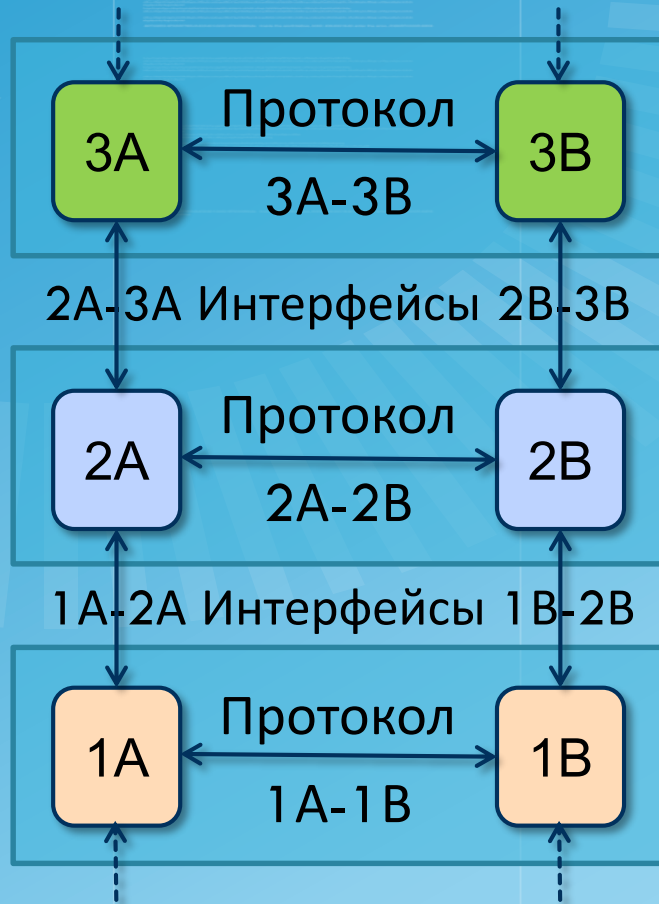 3A Протокол 3B
3A-3B
2A-3A Интерфейсы 2B-3B
2A Протокол 2B
2A-2B
1A-2A Интерфейсы 1B-2B
1A Протокол 1B
1A-1B